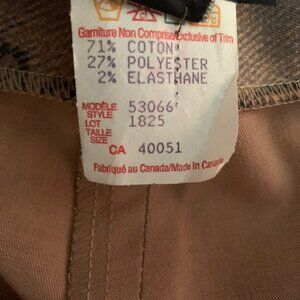 Garniture Non Comprise/Exclusive of Trim
71% COTON
27% POLYESTER
2% ELASTHANE
MODÈLE
STYLE 53066
LOT 1825
TAILLE
SIZE
CA 40051
Fabriqué au Canada/Made In Canada